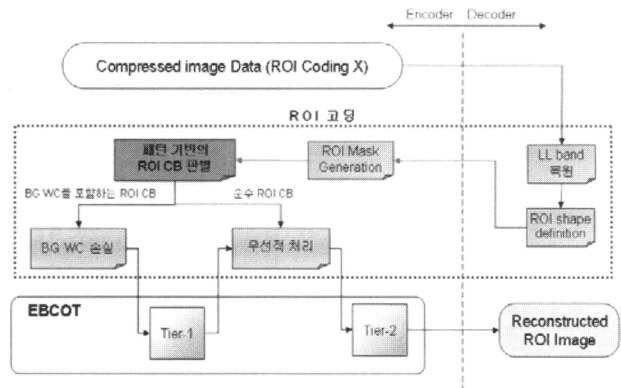 Encoder Decoder
Compressed image Data (ROI Coding X)
ROI 코딩
패턴 기반의
ROI CB 판별
ROI Mask
Generation
LL band
복원
BG WC를 포함하는 ROI CB
순수 ROI CB
ROI shape
definition
BG WC 손실
우선적 처리
EBCOT
Tier-1
Tier-2
Reconstructed
ROI Image